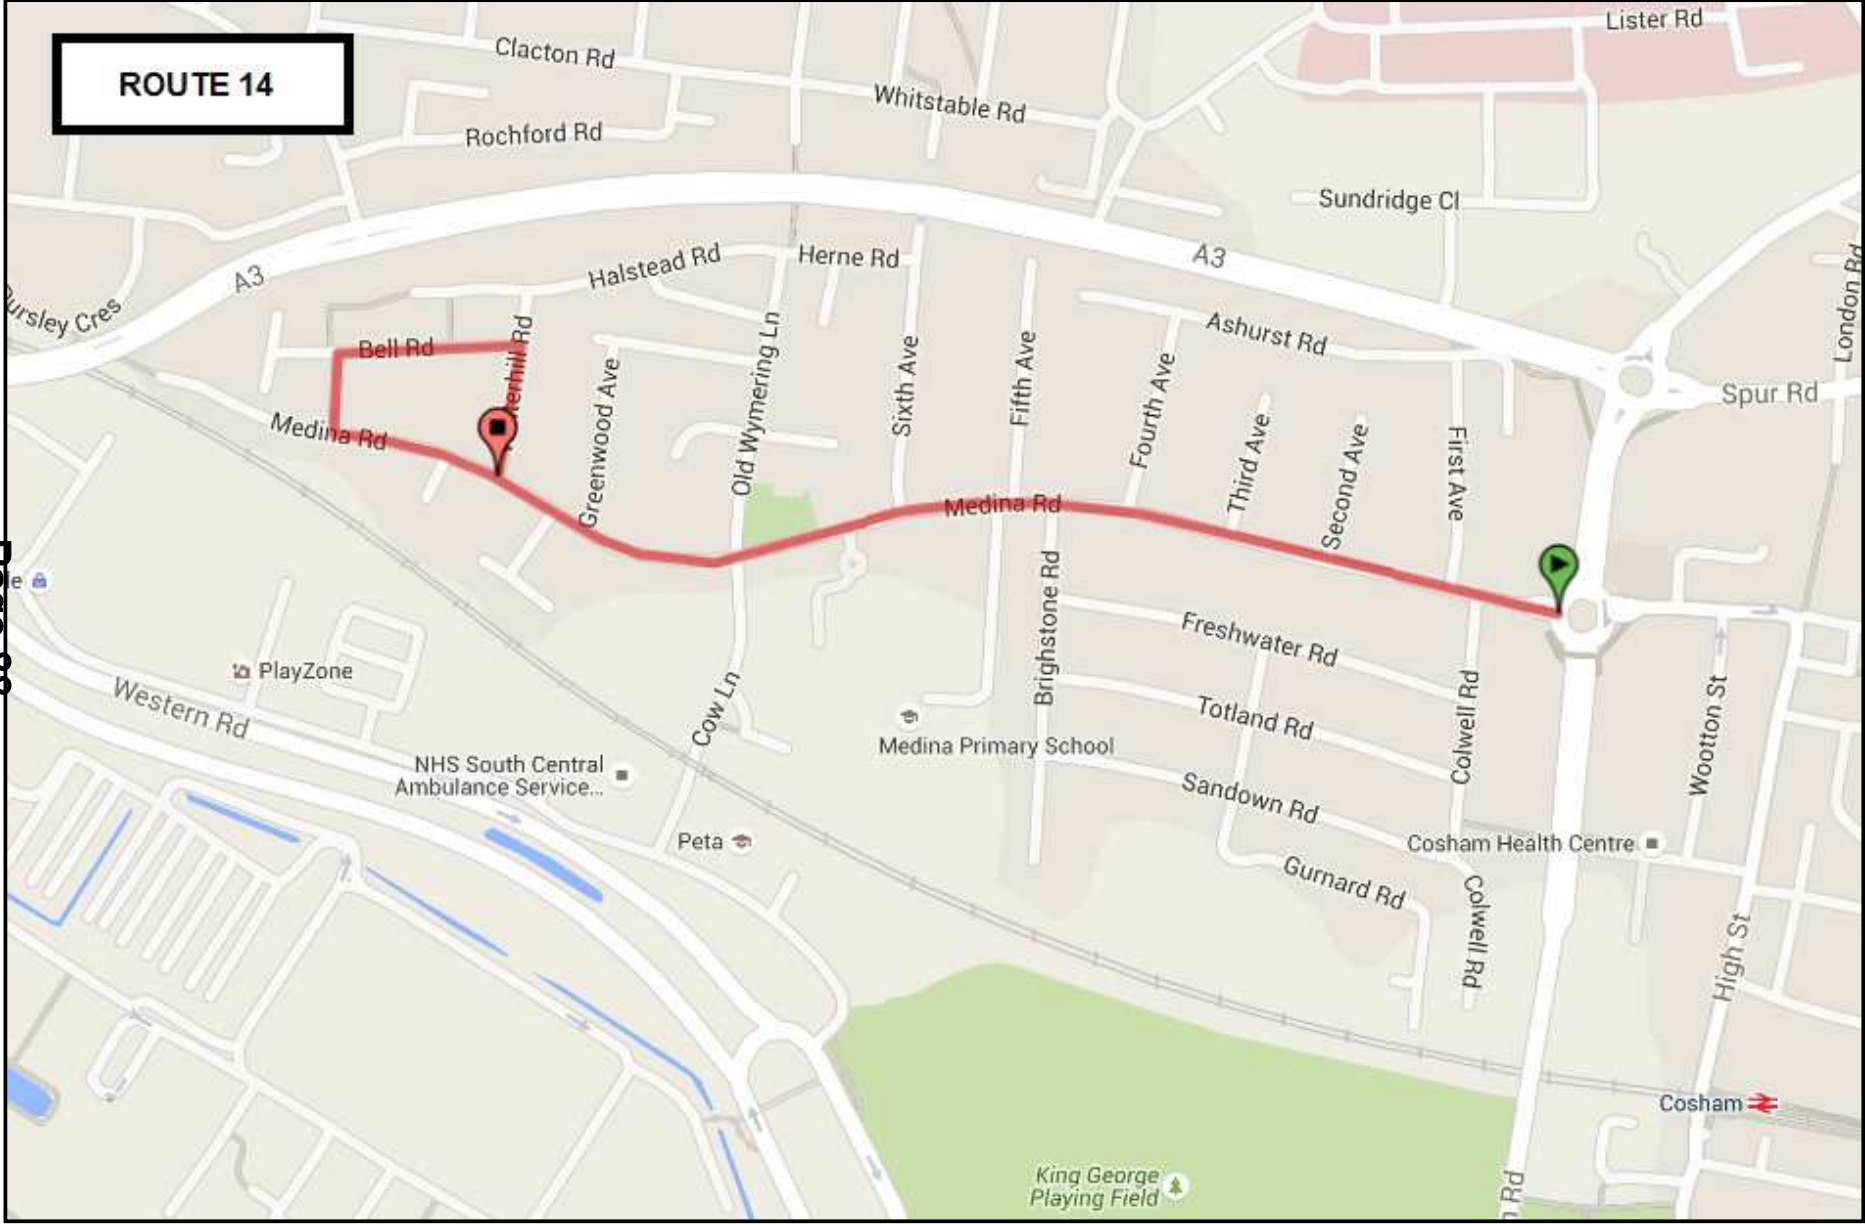 ROUTE 14
Clacton Rd
Lister Rd
Whitstable Rd
Rochford Rd
Sundridge Cl
A3
A3
Halstead Rd
Herne Rd
London Rd
Cres
Bell Rd
Ashurst Rd
Spur Rd
Medina Rd
Greenwood Ave
Old Wymering Ln
Sixth Ave
Fifth Ave
Fourth Ave
Third Ave
Second Ave
First Ave
Medina Rd
Brighstone Rd
Freshwater Rd
PlayZone
Western Rd
Cow Ln
Totland Rd
Colwell Rd
Wootton St
Medina Primary School
NHS South Central
Ambulance Service...
Sandown Rd
Peta
Cosham Health Centre
Gurnard Rd
Colwell Rd
High St
Cosham
King George
Playing Field
Rd